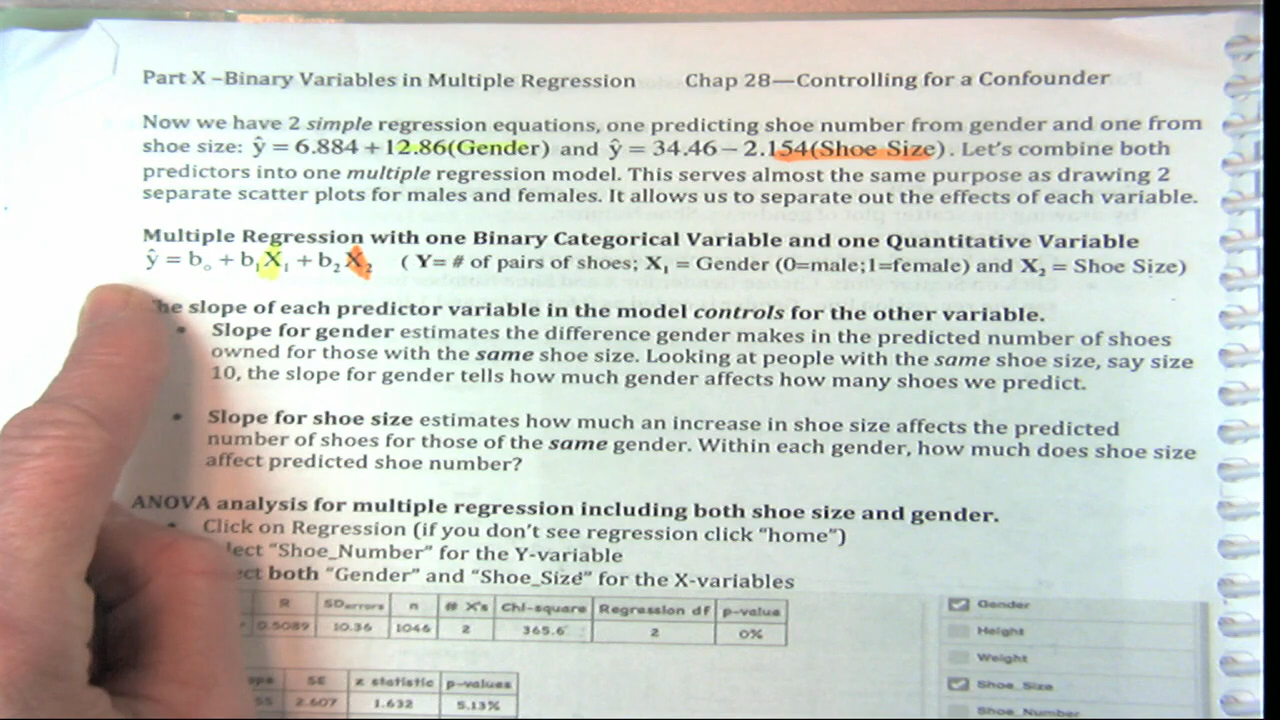 Part X –Binary Variables in Multiple Regression Chap 28—Controlling for a Confounder
Now we have 2 simple regression equations, one predicting shoe number from gender and one from
shoe size: ŷ = 6.884 + 12.86(Gender) and ŷ = 34.46 – 2.154(Shoe Size). Let's combine both
predictors into one multiple regression model. This serves almost the same purpose as drawing 2
separate scatter plots for males and females. It allows us to separate out the effects of each variable.
Multiple Regression with one Binary Categorical Variable and one Quantitative Variable
ŷ = b₀ + b₁X₁ + b₂X₂ ( Y= # of pairs of shoes; X₁ = Gender (0=male;1=female) and X₂ = Shoe Size)
he slope of each predictor variable in the model controls for the other variable.
• Slope for gender estimates the difference gender makes in the predicted number of shoes
owned for those with the same shoe size. Looking at people with the same shoe size, say size
10, the slope for gender tells how much gender affects how many shoes we predict.
• Slope for shoe size estimates how much an increase in shoe size affects the predicted
number of shoes for those of the same gender. Within each gender, how much does shoe size
affect predicted shoe number?
ANOVA analysis for multiple regression including both shoe size and gender.
• Click on Regression (if you don't see regression click "home")
lect "Shoe_Number" for the Y-variable
ect both "Gender" and "Shoe_Size" for the X-variables
R SDerrors n # X's Chi-square Regression df p-value
0.5089 10.36 1046 2 365.6 2 0%
Gender
Height
Weight
Shoe_Size
Shoe_Number
ope SE z statistic p-values
55 2.607 1.632 5.13%